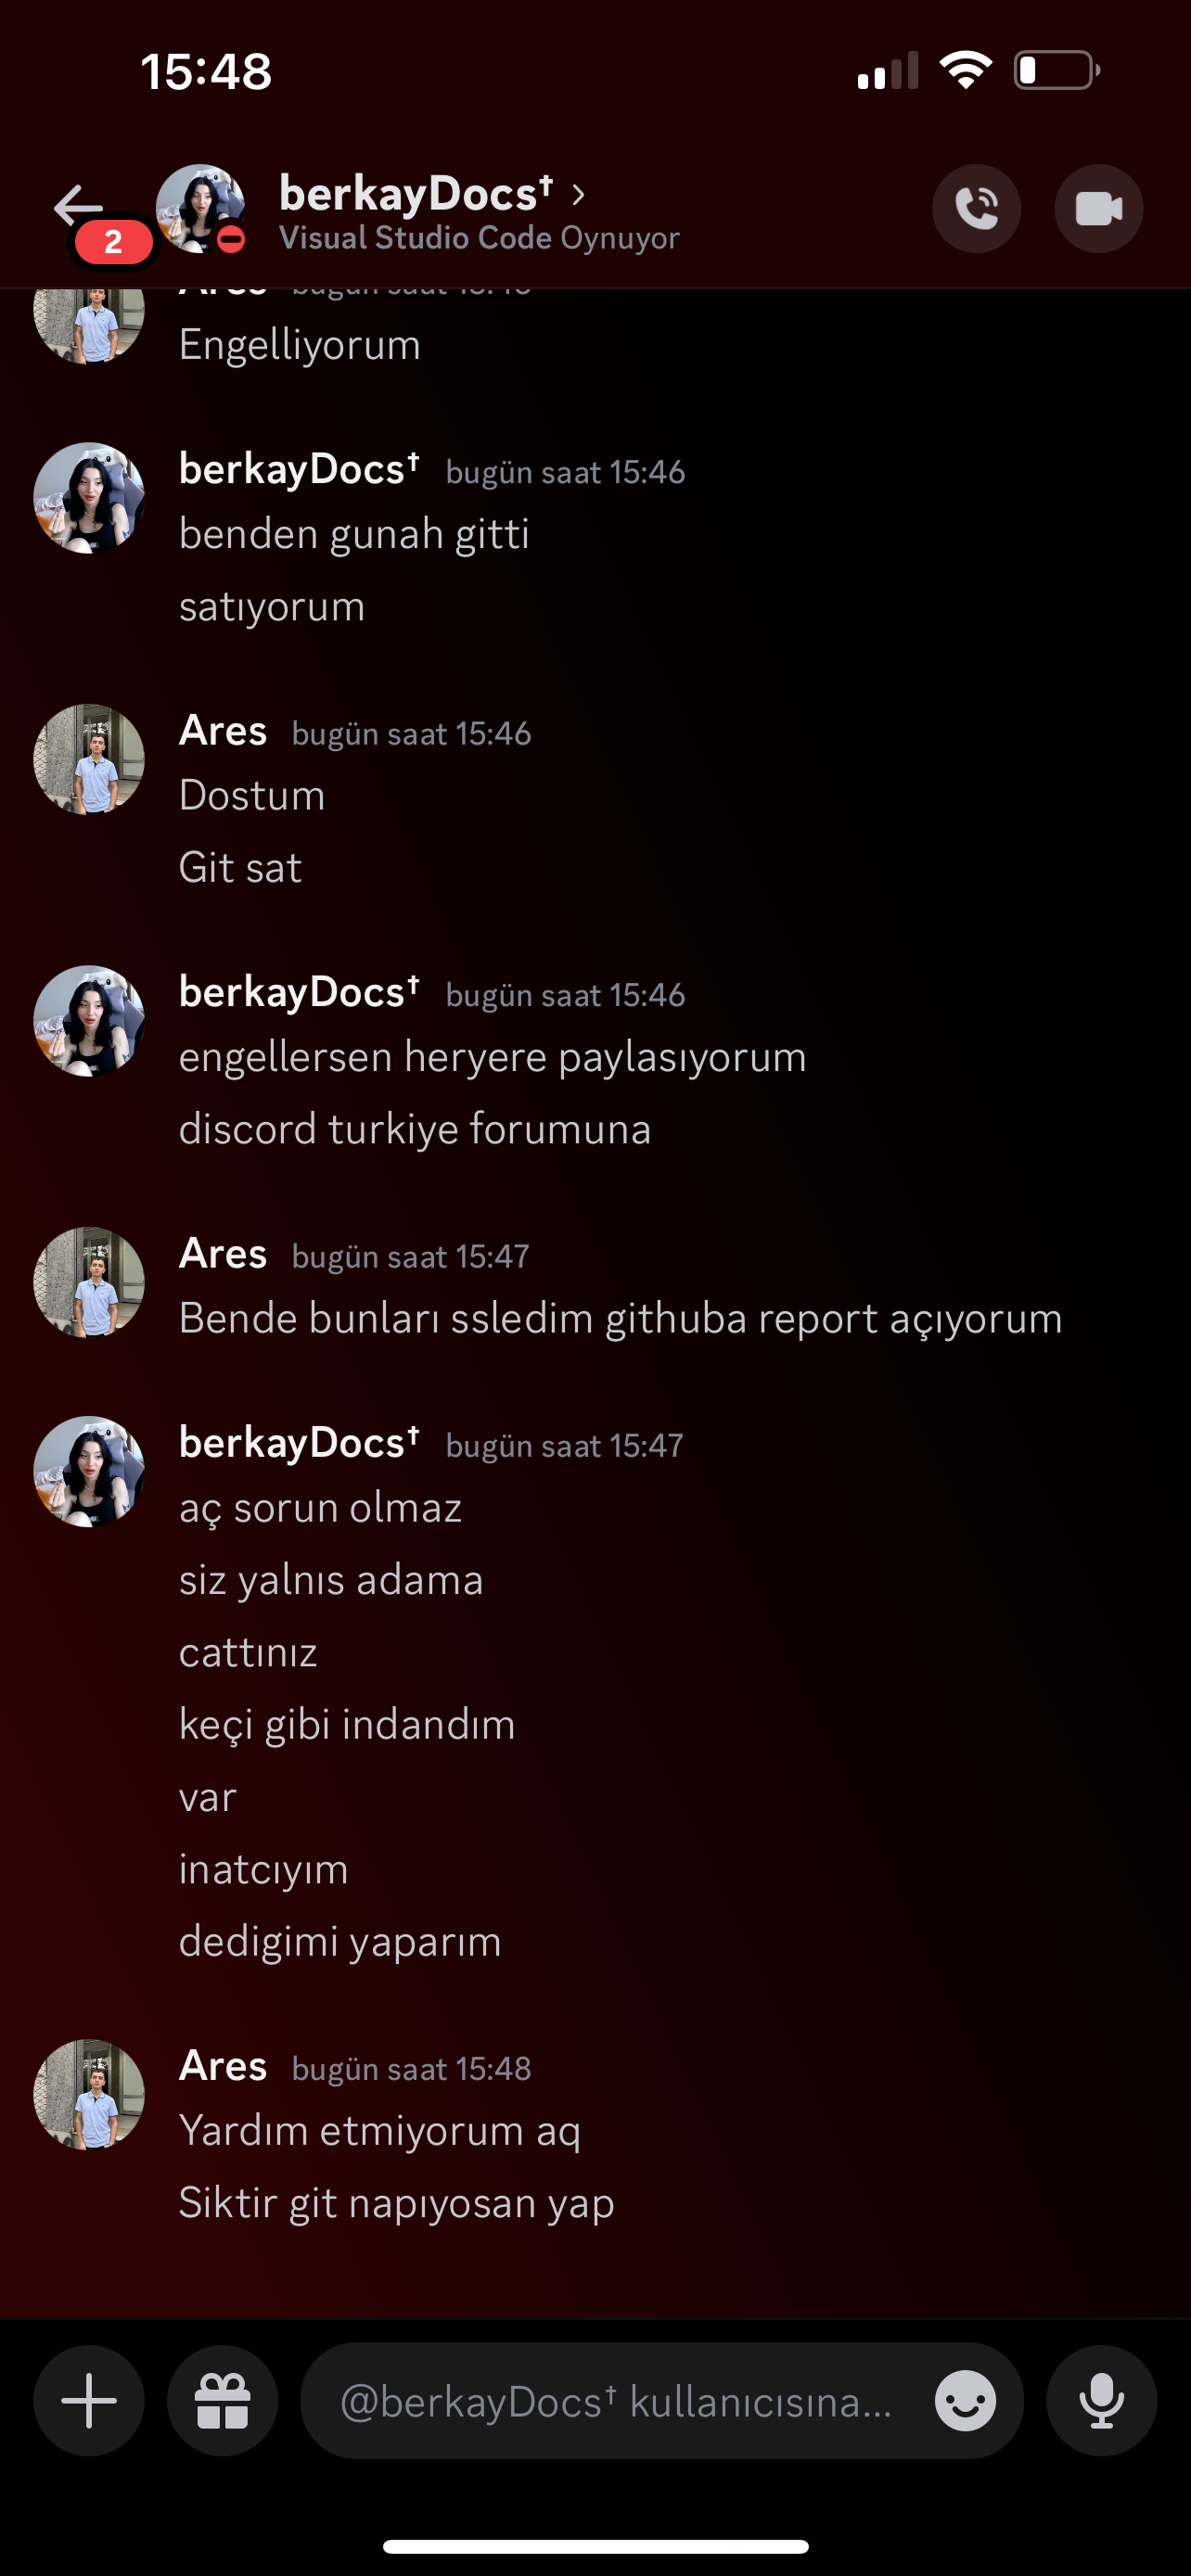 15:48
berkayDocs† >
2
Visual Studio Code Oynuyor
Ares bugün saat
Engelliyorum
berkayDocs† bugün saat 15:46
benden gunah gitti
satıyorum
Ares bugün saat 15:46
Dostum
Git sat
berkayDocs† bugün saat 15:46
engellersen heryere paylasıyorum
discord turkiye forumuna
Ares bugün saat 15:47
Bende bunları ssledim githuba report açıyorum
berkayDocs† bugün saat 15:47
aç sorun olmaz
siz yalnıs adama
cattınız
keçi gibi indandım
var
inatcıyım
dedigimi yaparım
Ares bugün saat 15:48
Yardım etmiyorum aq
Siktir git napıyosan yap
@berkayDocs† kullanıcısına...